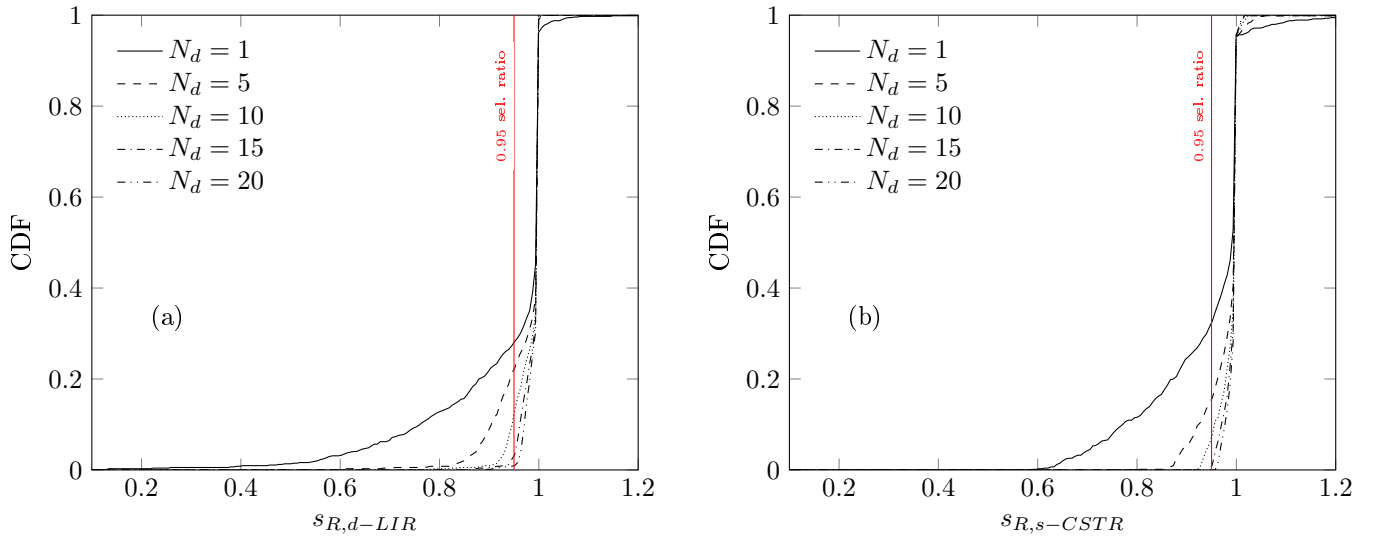 1
0.8
0.6
0.4
0.2
0
CDF
N_d = 1
N_d = 5
N_d = 10
N_d = 15
N_d = 20
0.95 sel. ratio
(a)
0.2 0.4 0.6 0.8 1 1.2
s_{R,d-LIR}
1
0.8
0.6
0.4
0.2
0
CDF
N_d = 1
N_d = 5
N_d = 10
N_d = 15
N_d = 20
0.95 sel. ratio
(b)
0.2 0.4 0.6 0.8 1 1.2
s_{R,s-CSTR}